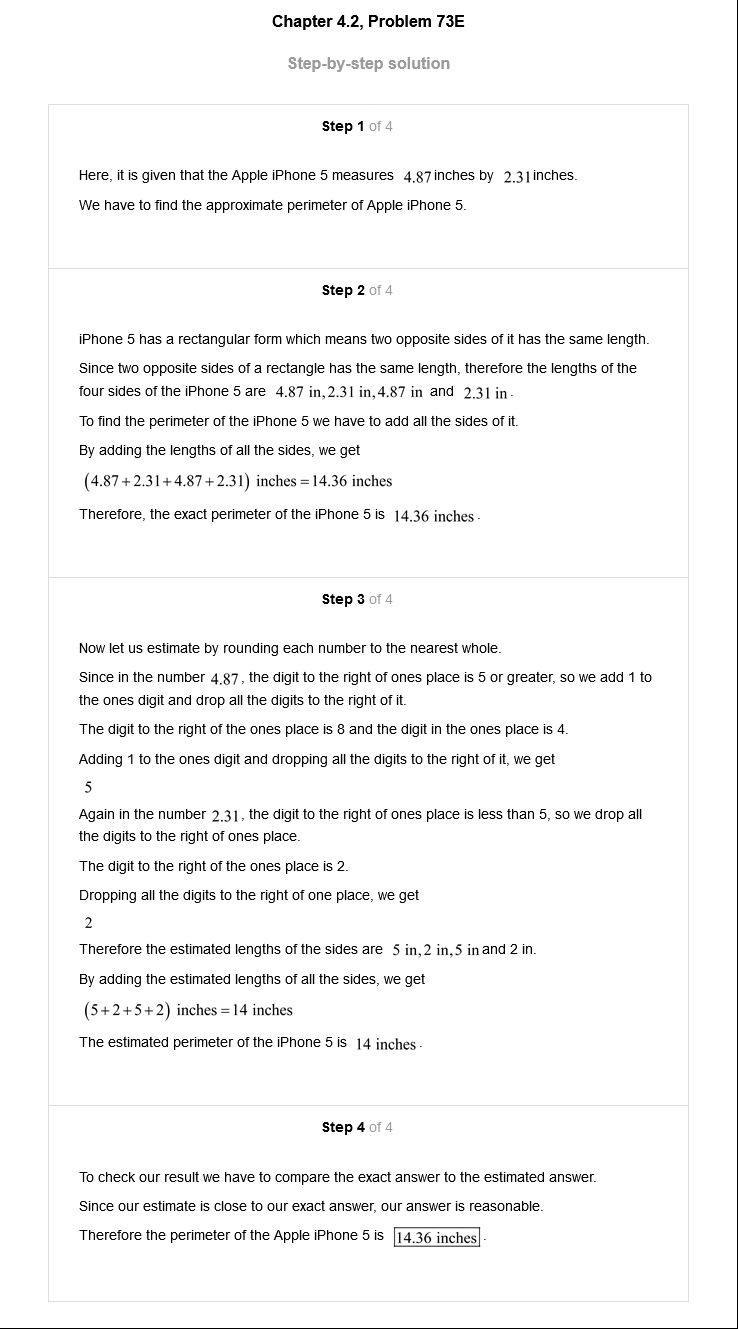 Chapter 4.2, Problem 73E
Step-by-step solution
Step 1 of 4
Here, it is given that the Apple iPhone 5 measures 4.87 inches by 2.31 inches.
We have to find the approximate perimeter of Apple iPhone 5.
Step 2 of 4
iPhone 5 has a rectangular form which means two opposite sides of it has the same length.
Since two opposite sides of a rectangle has the same length, therefore the lengths of the
four sides of the iPhone 5 are 4.87 in, 2.31 in, 4.87 in and 2.31 in.
To find the perimeter of the iPhone 5 we have to add all the sides of it.
By adding the lengths of all the sides, we get
(4.87+2.31+4.87+2.31) inches = 14.36 inches
Therefore, the exact perimeter of the iPhone 5 is 14.36 inches.
Step 3 of 4
Now let us estimate by rounding each number to the nearest whole.
Since in the number 4.87, the digit to the right of ones place is 5 or greater, so we add 1 to
the ones digit and drop all the digits to the right of it.
The digit to the right of the ones place is 8 and the digit in the ones place is 4.
Adding 1 to the ones digit and dropping all the digits to the right of it, we get
5
Again in the number 2.31, the digit to the right of ones place is less than 5, so we drop all
the digits to the right of ones place.
The digit to the right of the ones place is 2.
Dropping all the digits to the right of one place, we get
2
Therefore the estimated lengths of the sides are 5 in, 2 in, 5 in and 2 in.
By adding the estimated lengths of all the sides, we get
(5+2+5+2) inches = 14 inches
The estimated perimeter of the iPhone 5 is 14 inches.
Step 4 of 4
To check our result we have to compare the exact answer to the estimated answer.
Since our estimate is close to our exact answer, our answer is reasonable.
Therefore the perimeter of the Apple iPhone 5 is 14.36 inches.